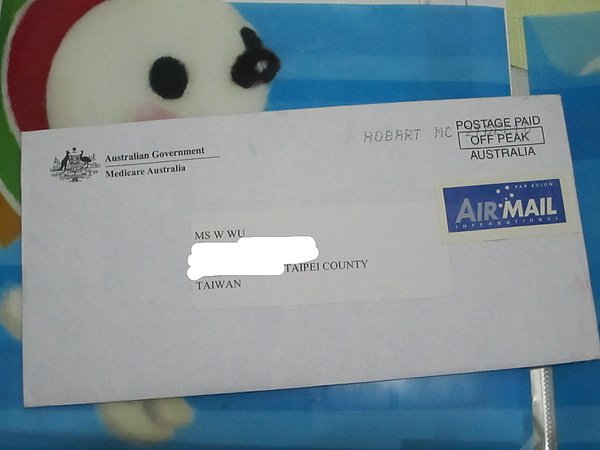 Australian Government
Medicare Australia
HOBART MC
POSTAGE PAID
OFF PEAK
AUSTRALIA
PAR AVION
AIR MAIL
INTERNATIONAL
MS W WU
TAIPEI COUNTY
TAIWAN